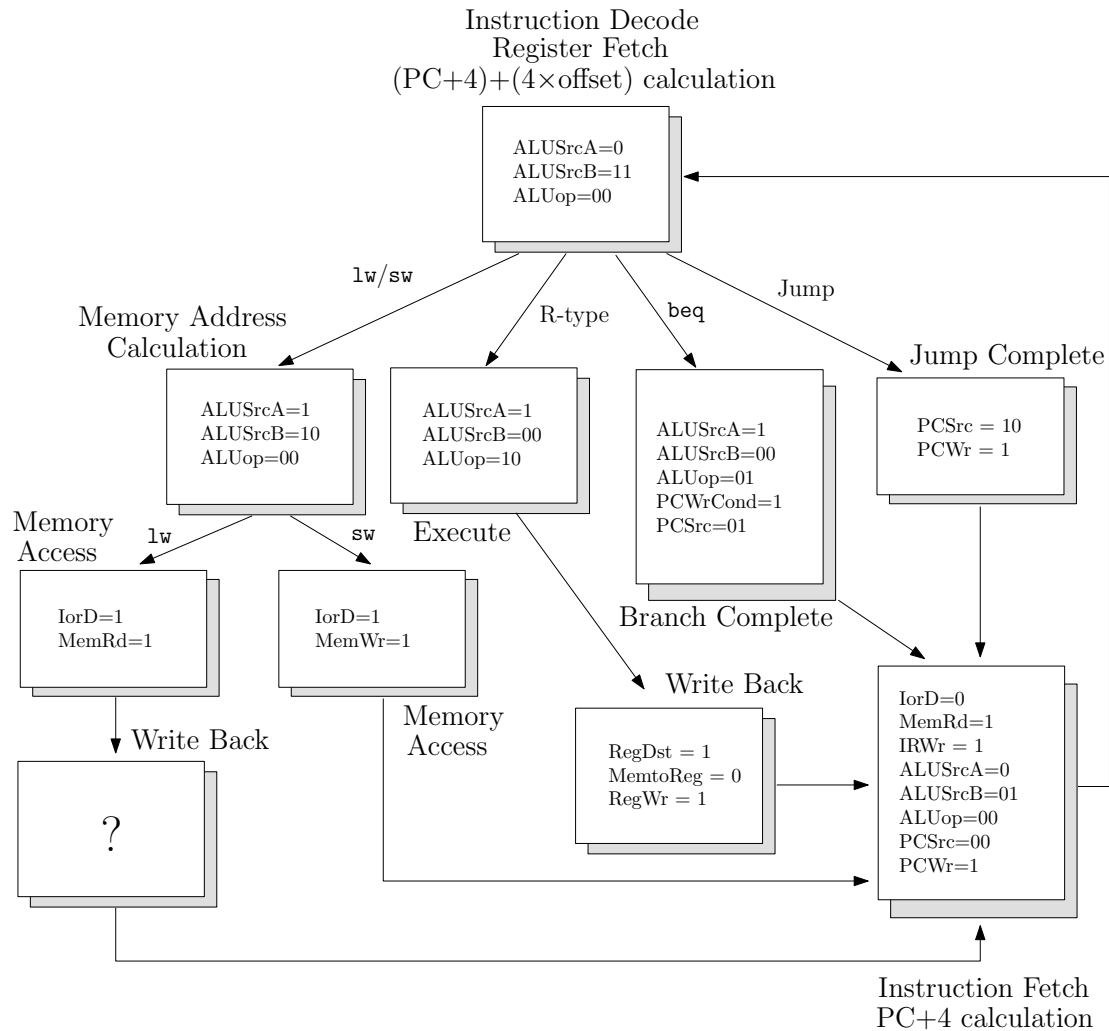 Instruction Decode
Register Fetch
(PC+4)+(4×offset) calculation
ALUSrcA=0
ALUSrcB=11
ALUop=00
lw/sw
R-type
beq
Jump
Memory Address
Calculation
ALUSrcA=1
ALUSrcB=10
ALUop=00
ALUSrcA=1
ALUSrcB=00
ALUop=10
Execute
ALUSrcA=1
ALUSrcB=00
ALUop=01
PCWrCond=1
PCSrc=01
Branch Complete
Jump Complete
PCSrc = 10
PCWr = 1
Memory
Access
lw
sw
IorD=1
MemRd=1
IorD=1
MemWr=1
Memory
Access
Write Back
?
Write Back
RegDst = 1
MemtoReg = 0
RegWr = 1
IorD=0
MemRd=1
IRWr = 1
ALUSrcA=0
ALUSrcB=01
ALUop=00
PCSrc=00
PCWr=1
Instruction Fetch
PC+4 calculation